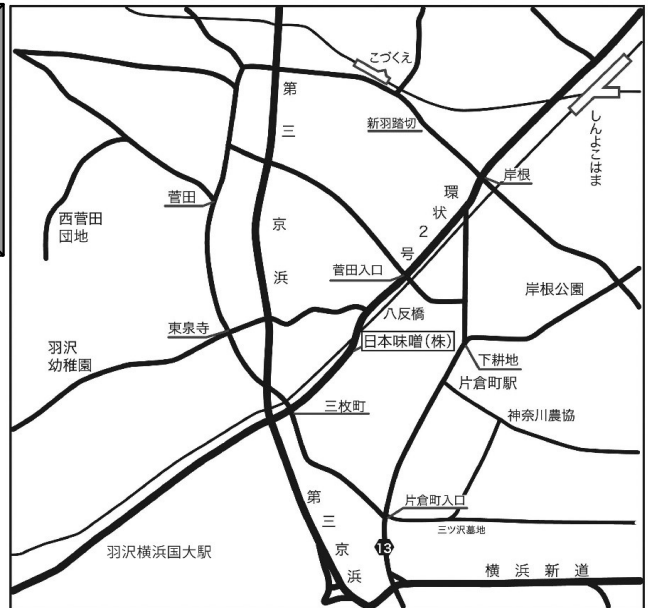 こづくえ
第三京浜
新羽踏切
しんよこはま
岸根
環状2号
菅田
西菅田
団地
菅田入口
岸根公園
八反橋
東泉寺
日本味噌(株)
羽沢
幼稚園
下耕地
片倉町駅
三枚町
神奈川農協
第三京浜
片倉町入口
三ツ沢墓地
13
羽沢横浜国大駅
横浜新道